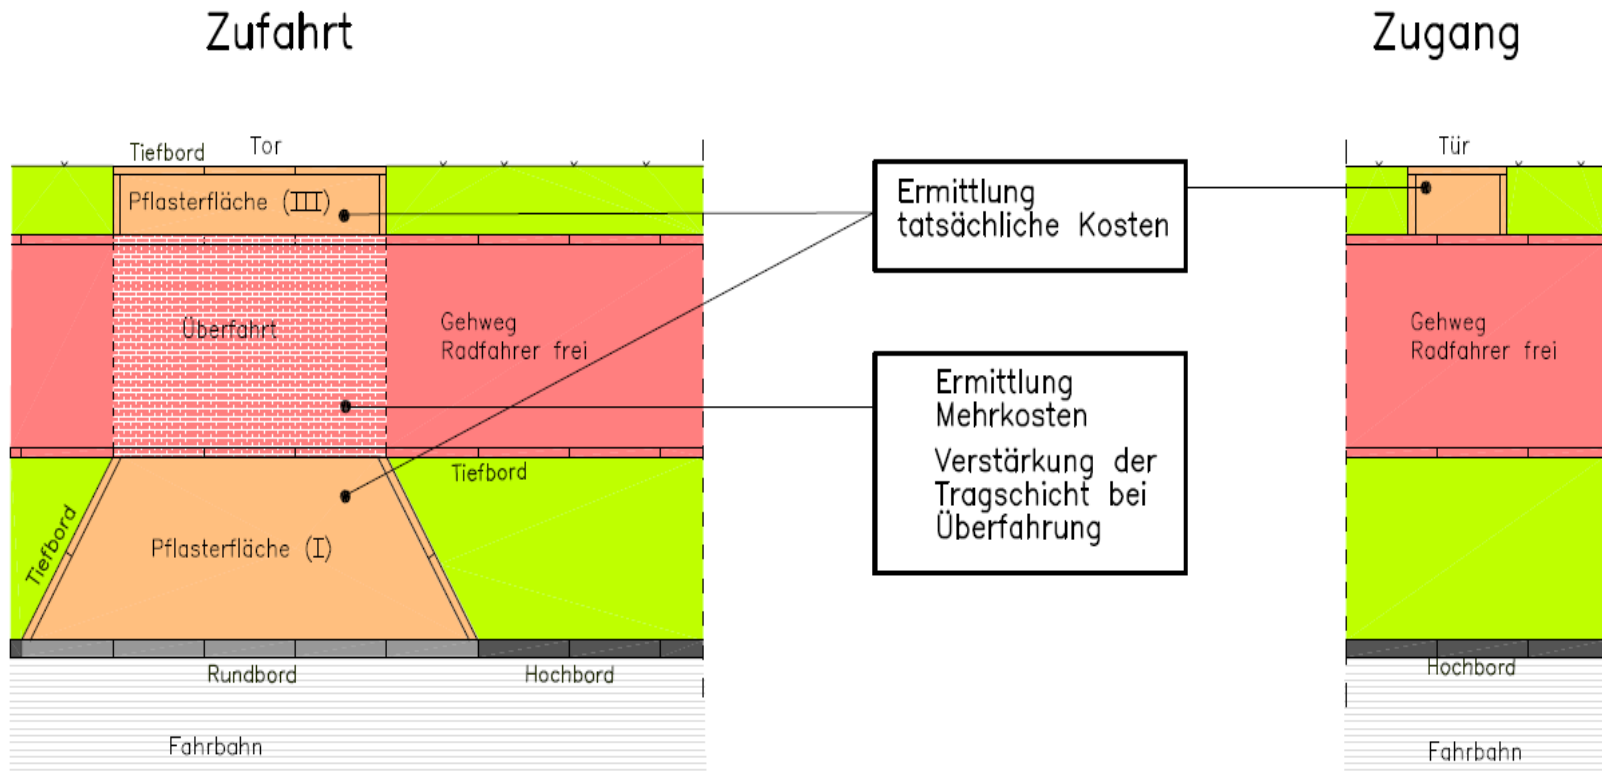 Zufahrt
Zugang
Tiefbord
Tor
Tür
Pflasterfläche (III)
Ermittlung
tatsächliche Kosten
Überfahrt
Gehweg
Radfahrer frei
Gehweg
Radfahrer frei
Ermittlung
Mehrkosten
Verstärkung der
Tragschicht bei
Überfahrung
Tiefbord
Tiefbord
Pflasterfläche (I)
Rundbord
Hochbord
Hochbord
Fahrbahn
Fahrbahn